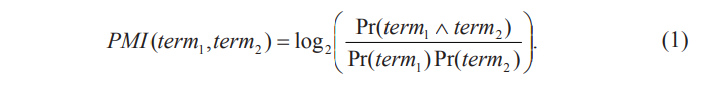 PMI(term₁,term₂) = log₂(Pr(term₁ ∧ term₂) / Pr(term₁)Pr(term₂)). (1)